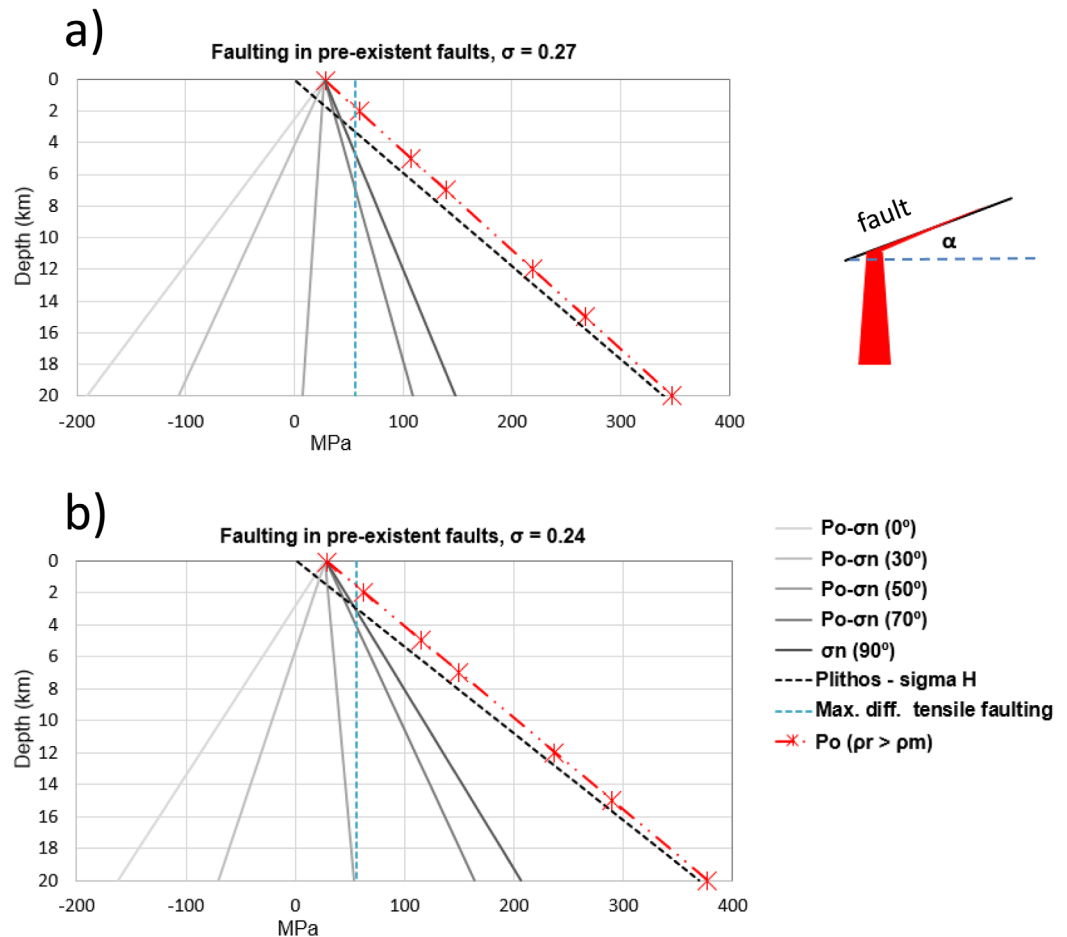 a)
Faulting in pre-existent faults, σ = 0.27
0
2
4
6
8
10
12
14
16
18
20
Depth (km)
-200 -100 0 100 200 300 400
MPa
fault
α
b)
Faulting in pre-existent faults, σ = 0.24
0
2
4
6
8
10
12
14
16
18
20
Depth (km)
-200 -100 0 100 200 300 400
MPa
Po-σn (0º)
Po-σn (30º)
Po-σn (50º)
Po-σn (70º)
σn (90º)
Plithos - sigma H
Max. diff. tensile faulting
Po (ρr > ρm)